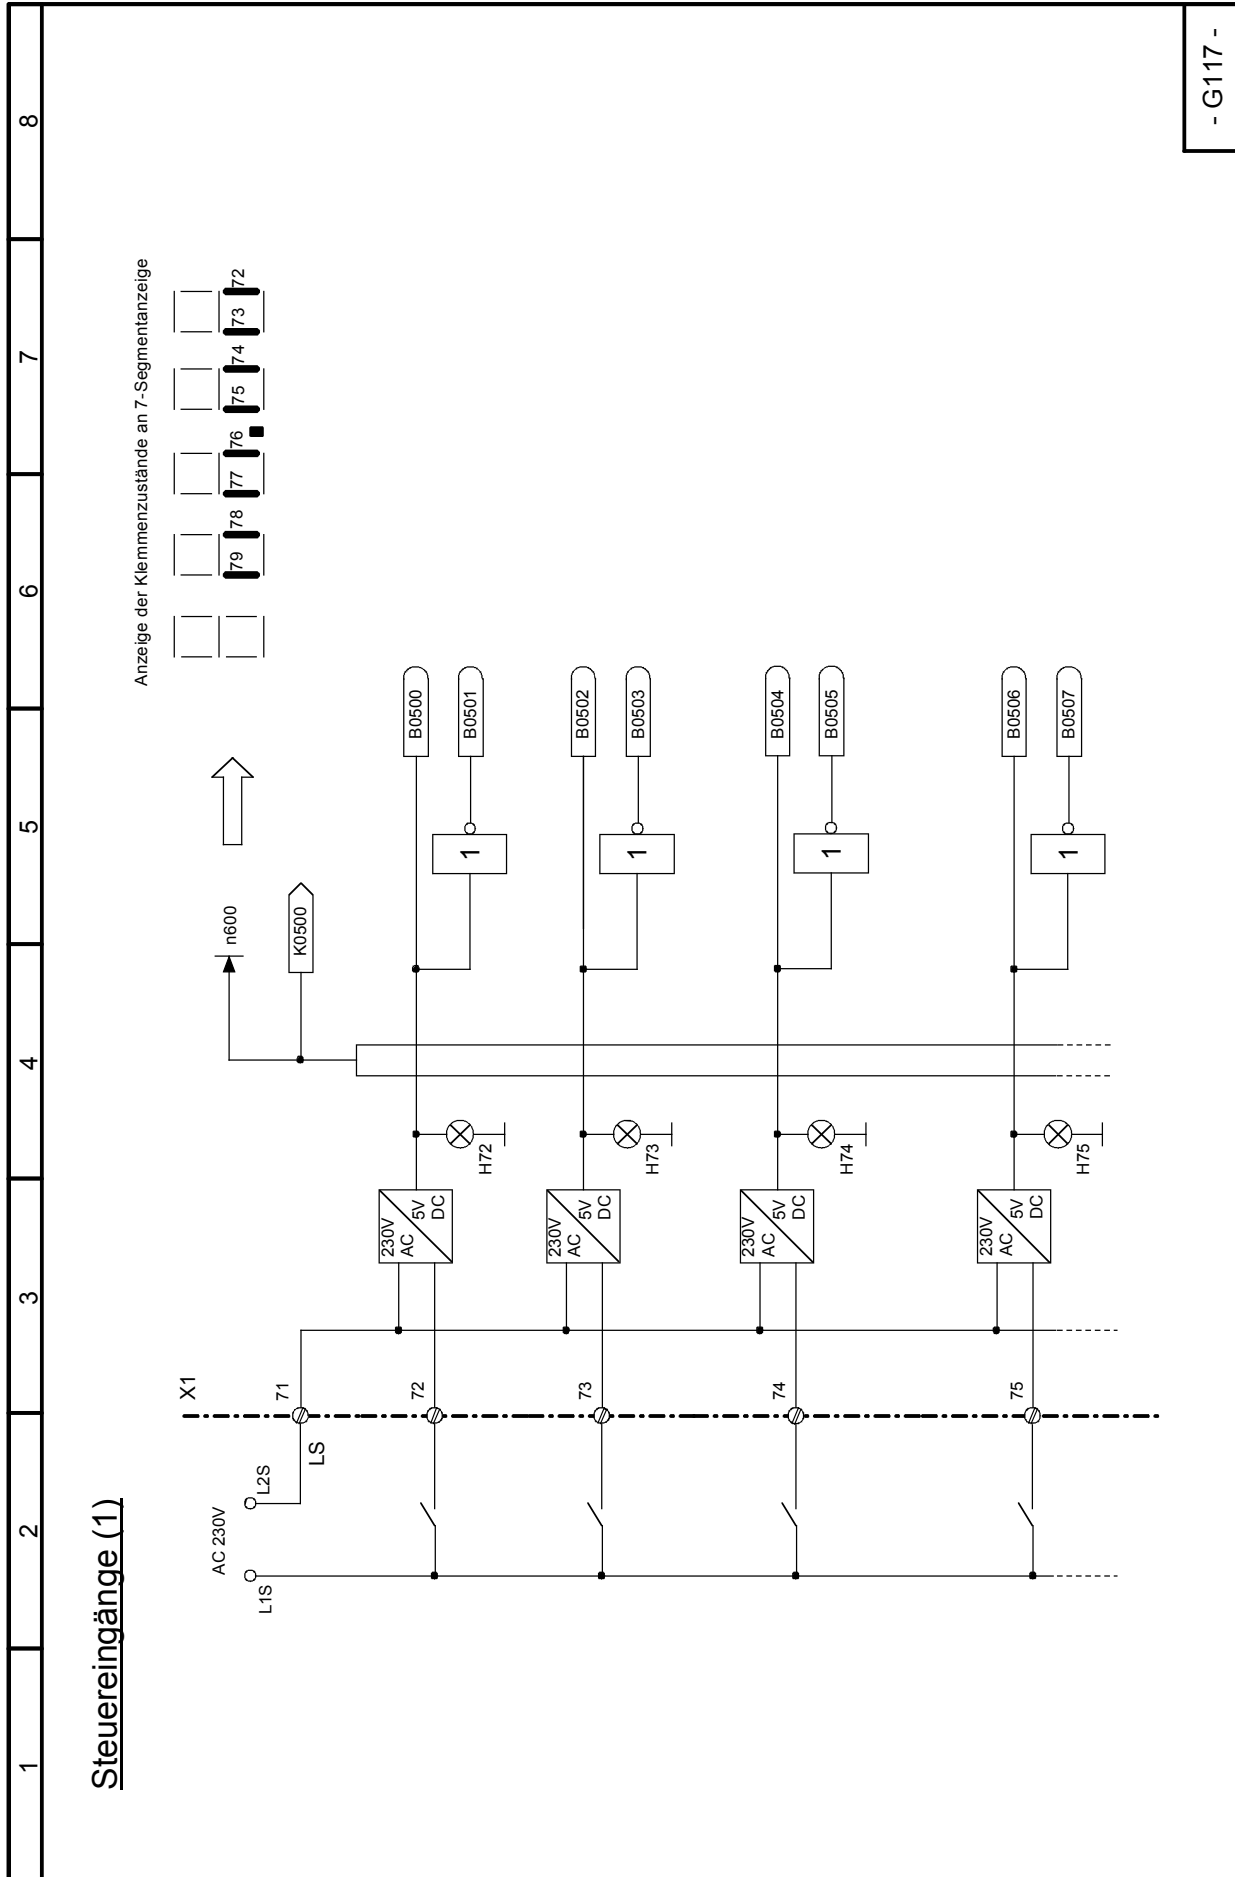 Steuereingänge (1)
Anzeige der Klemmenzustände an 7-Segmentanzeige
79 78 77 76 75 74 73 72
AC 230V
L1S L2S
n600
X1
LS
71
K0500
72
230V
AC
5V
DC
H72
1
B0500
B0501
73
230V
AC
5V
DC
H73
1
B0502
B0503
74
230V
AC
5V
DC
H74
1
B0504
B0505
75
230V
AC
5V
DC
H75
1
B0506
B0507
1 2 3 4 5 6 7 8
- G117 -